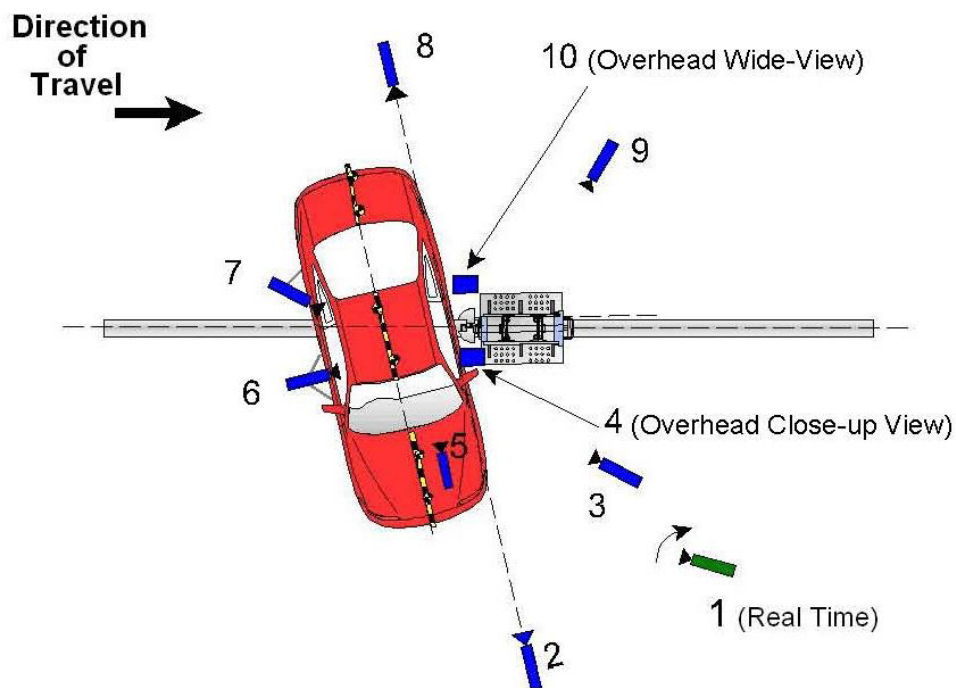 Direction
of
Travel
8
10 (Overhead Wide-View)
9
7
6
4 (Overhead Close-up View)
5
3
1 (Real Time)
2